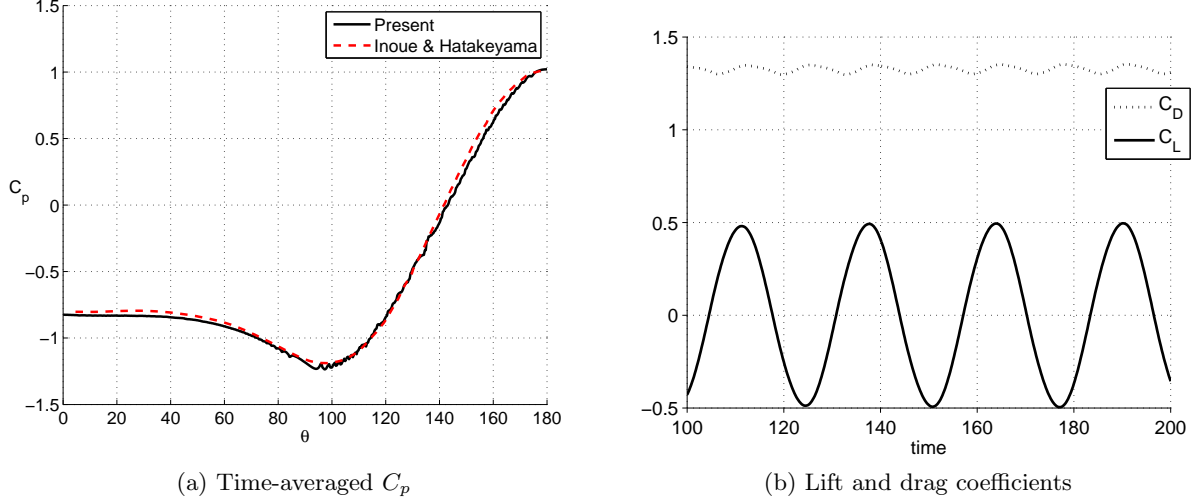 1.5
1
0.5
0
−0.5
−1
−1.5
C_p
0 20 40 60 80 100 120 140 160 180
θ
Present
Inoue & Hatakeyama
(a) Time-averaged C_p
1.5
1
0.5
0
−0.5
100 120 140 160 180 200
time
C_D
C_L
(b) Lift and drag coefficients